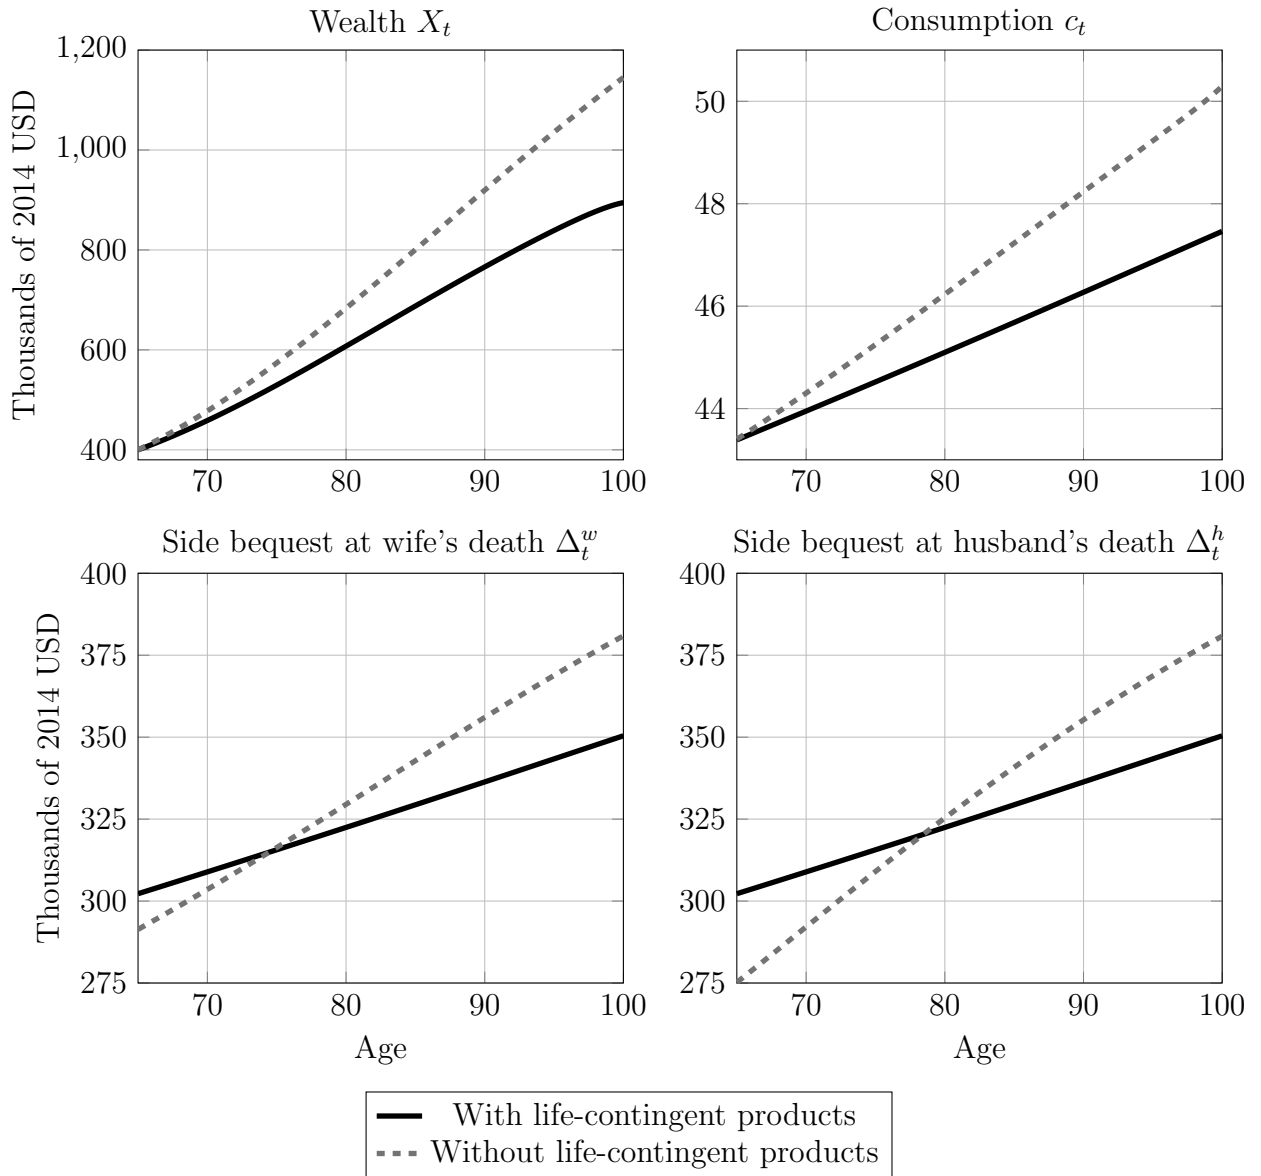 Wealth X_t
1,200
1,000
800
600
400
Thousands of 2014 USD
70 80 90 100
Consumption c_t
50
48
46
44
70 80 90 100
Side bequest at wife's death Δ_t^w
400
375
350
325
300
275
Thousands of 2014 USD
70 80 90 100
Age
Side bequest at husband's death Δ_t^h
400
375
350
325
300
275
70 80 90 100
Age
With life-contingent products
Without life-contingent products